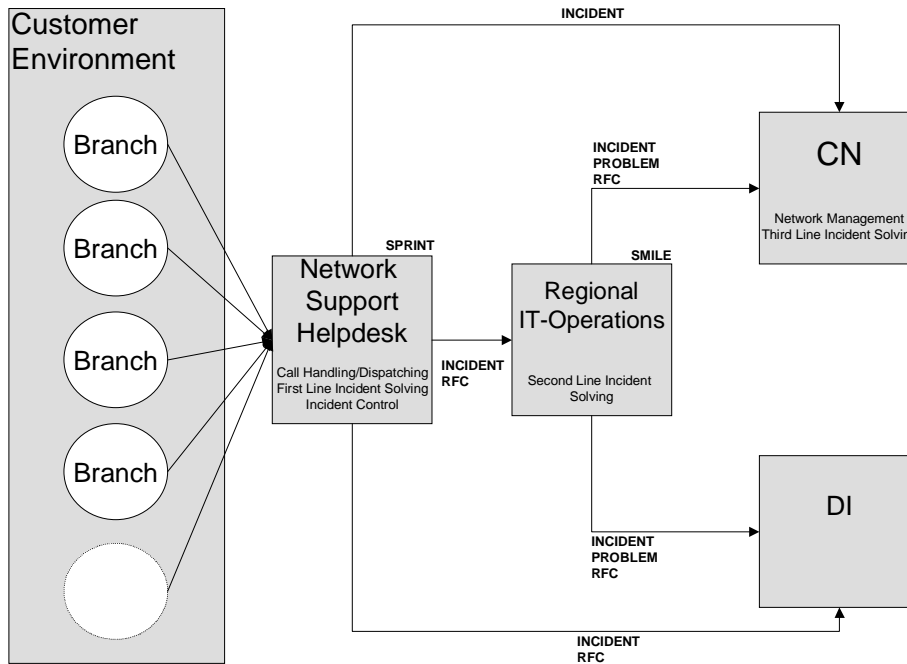 Customer
Environment
Branch
Branch
Branch
Branch
INCIDENT
SPRINT
Network
Support
Helpdesk
Call Handling/Dispatching
First Line Incident Solving
Incident Control
INCIDENT
RFC
INCIDENT
PROBLEM
RFC
SMILE
Regional
IT-Operations
Second Line Incident
Solving
CN
Network Management
Third Line Incident Solvin
INCIDENT
PROBLEM
RFC
DI
INCIDENT
RFC